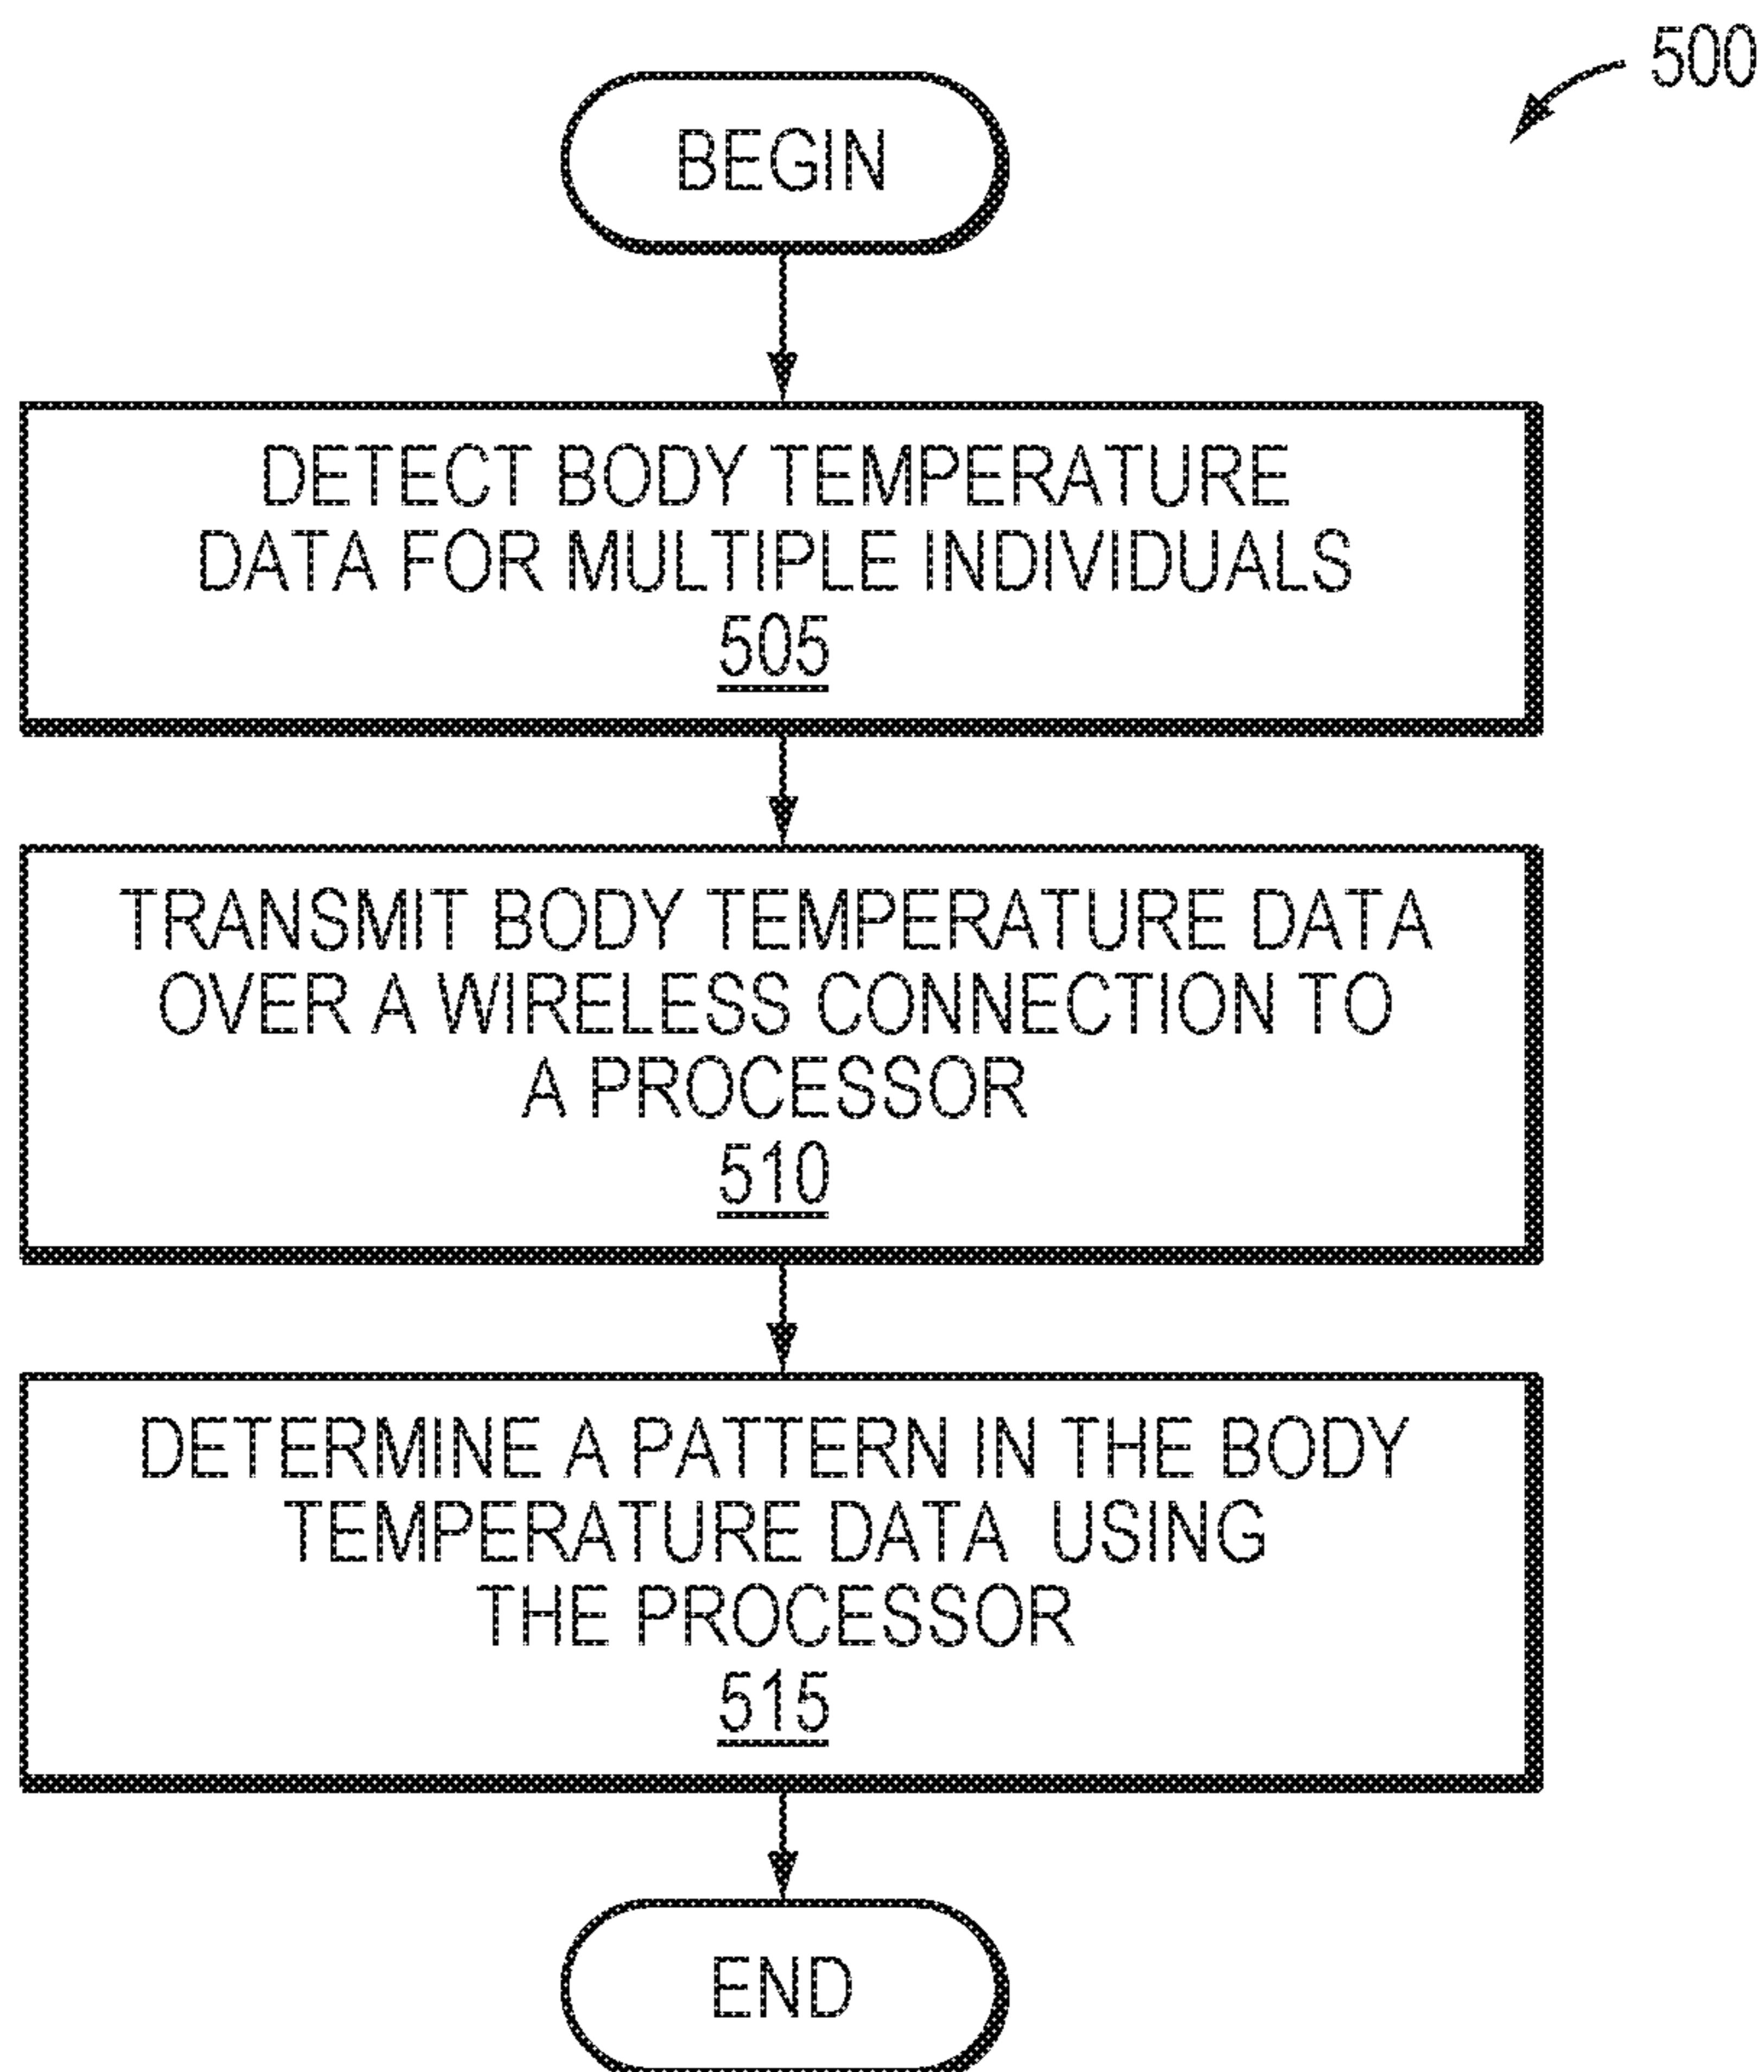 500
BEGIN
DETECT BODY TEMPERATURE
DATA FOR MULTIPLE INDIVIDUALS
505
TRANSMIT BODY TEMPERATURE DATA
OVER A WIRELESS CONNECTION TO
A PROCESSOR
510
DETERMINE A PATTERN IN THE BODY
TEMPERATURE DATA USING
THE PROCESSOR
515
END